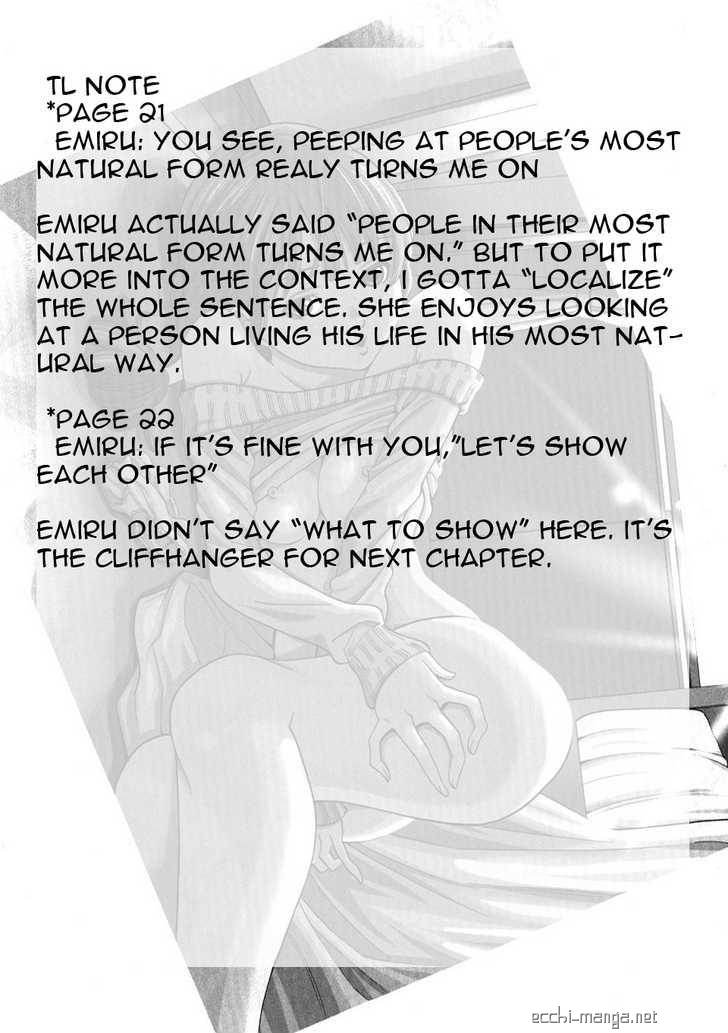 TL NOTE
*PAGE 21
EMIRU: YOU SEE, PEEPING AT PEOPLE'S MOST
NATURAL FORM REALY TURNS ME ON
EMIRU ACTUALLY SAID "PEOPLE IN THEIR MOST
NATURAL FORM TURNS ME ON." BUT TO PUT IT
MORE INTO THE CONTEXT, I GOTTA "LOCALIZE"
THE WHOLE SENTENCE. SHE ENJOYS LOOKING
AT A PERSON LIVING HIS LIFE IN HIS MOST NAT-
URAL WAY.
*PAGE 22
EMIRU: IF IT'S FINE WITH YOU,"LET'S SHOW
EACH OTHER"
EMIRU DIDN'T SAY "WHAT TO SHOW" HERE. IT'S
THE CLIFFHANGER FOR NEXT CHAPTER.
ecchi-manga.net